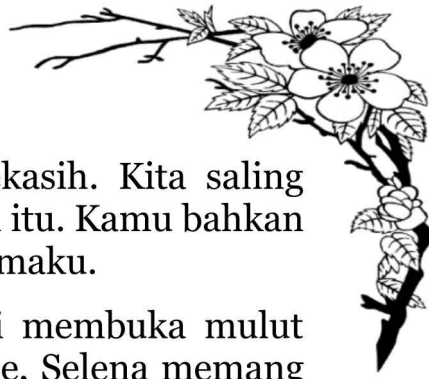 kasih. Kita saling
itu. Kamu bahkan
maku.
membuka mulut
Selena memang